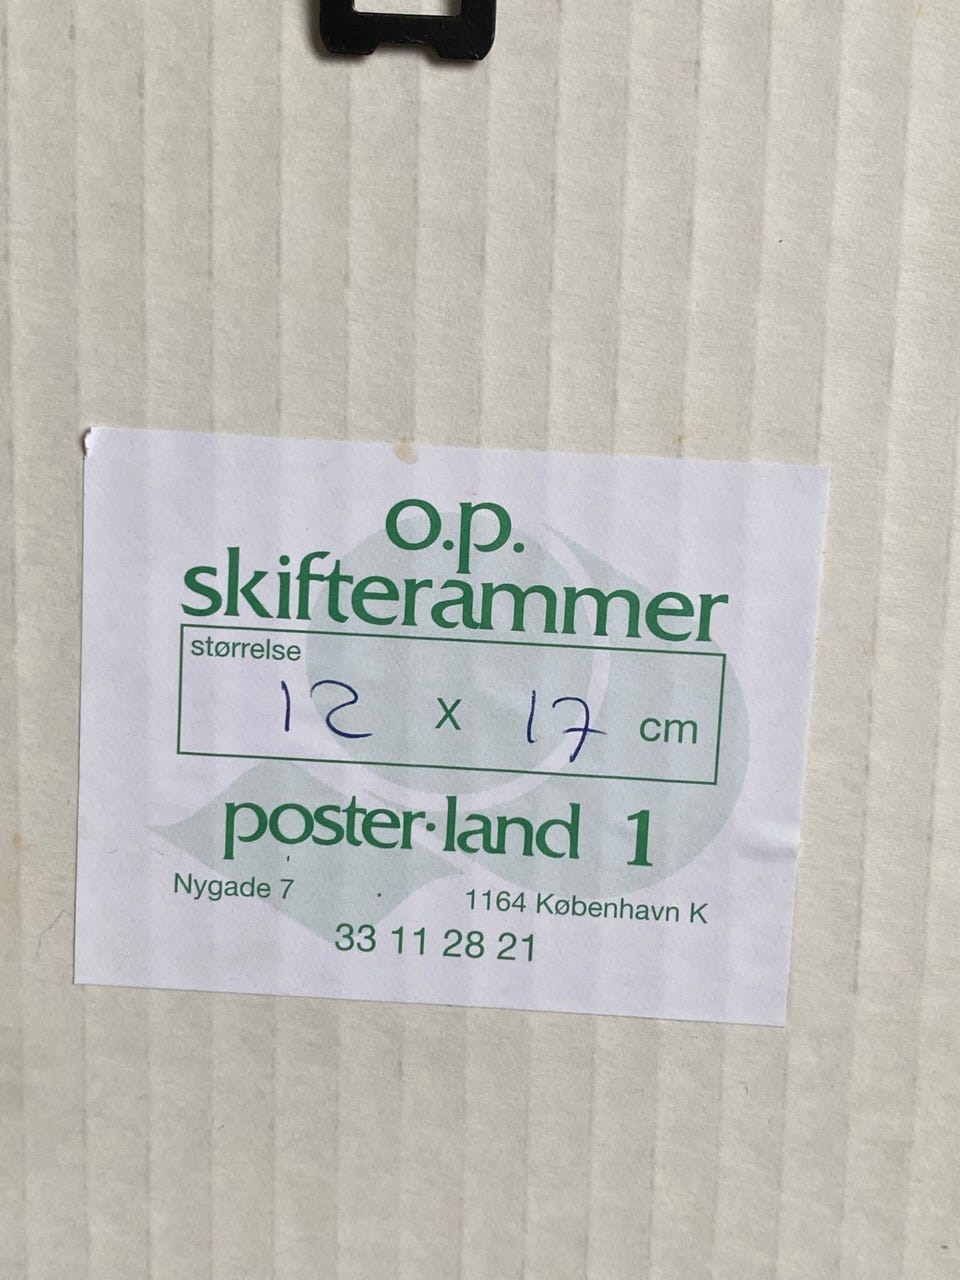 o.p.
skifterammer
størrelse
12 x 17 cm
poster·land 1
Nygade 7 1164 København K
33 11 28 21